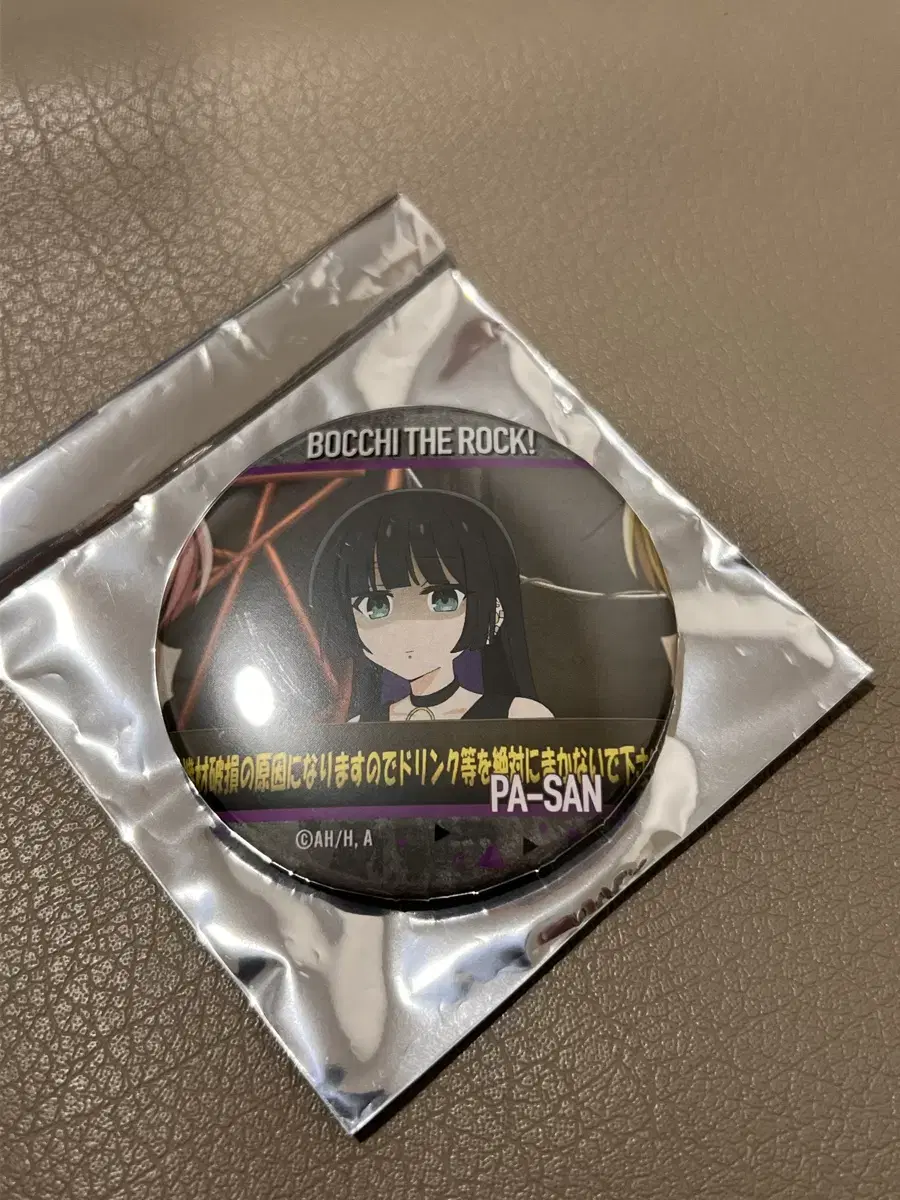 BOCCHI THE ROCK!
機材破損の原因になりますのでドリンク等を絶対にまかないで下さ
PA-SAN
©AH/H, A